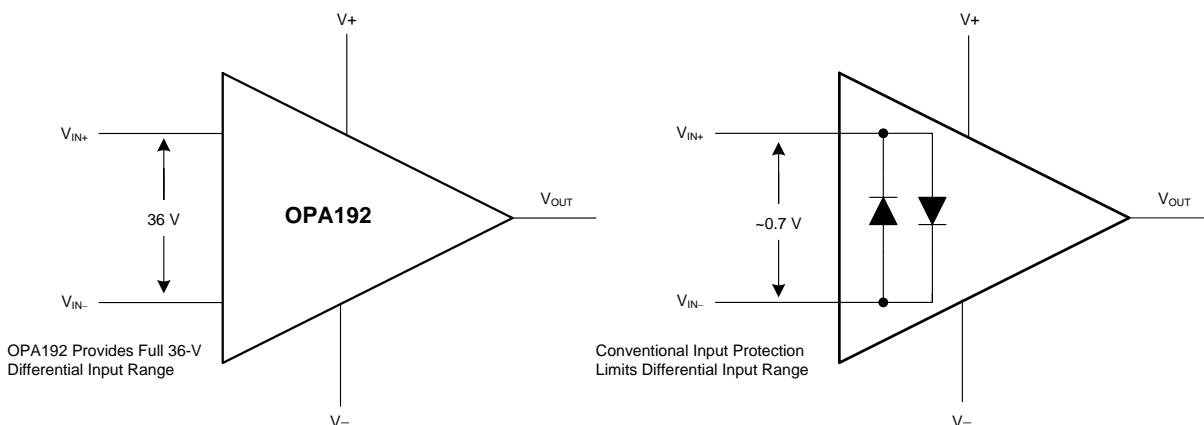 V+
V+
VIN+
VIN+
36 V
OPA192
VOUT
~0.7 V
VOUT
VIN−
VIN−
OPA192 Provides Full 36-V
Differential Input Range
Conventional Input Protection
Limits Differential Input Range
V−
V−